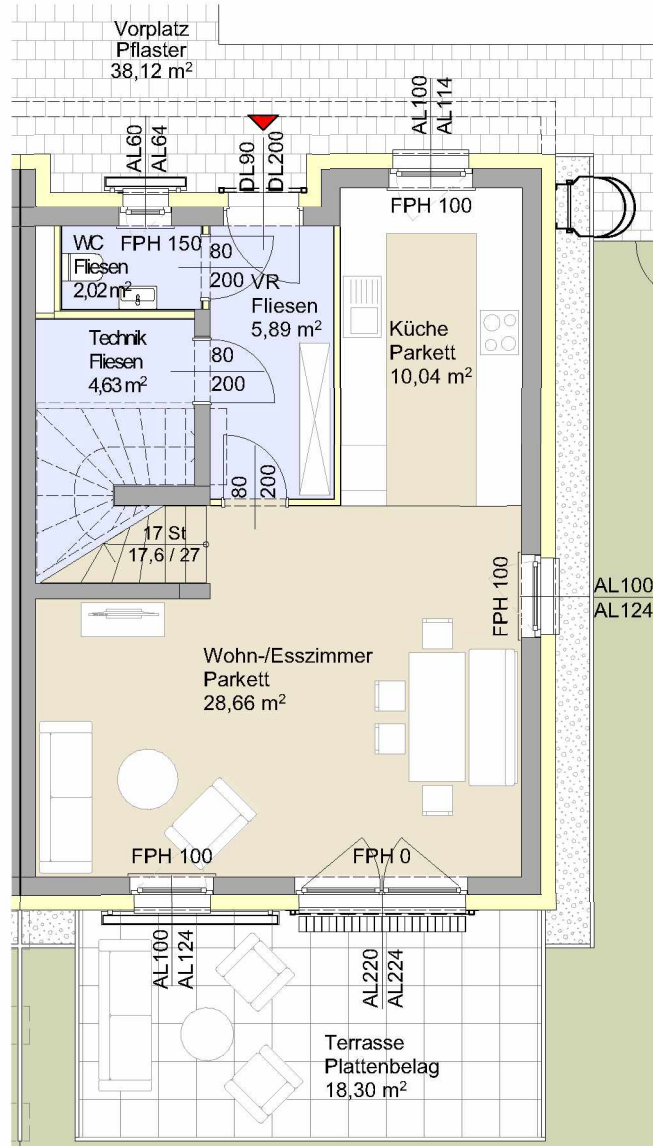 Vorplatz
Pflaster
38,12 m²
AL60
AL64
DL90
DL200
AL100
AL114
FPH 100
WC
Fliesen
2,02 m²
FPH 150
80
200
VR
Fliesen
5,89 m²
Küche
Parkett
10,04 m²
Technik
Fliesen
4,63 m²
80
200
80
200
17 St
17,6 / 27
FPH 100
AL100
AL124
Wohn-/Esszimmer
Parkett
28,66 m²
FPH 100
FPH 0
AL100
AL124
AL220
AL224
Terrasse
Plattenbelag
18,30 m²